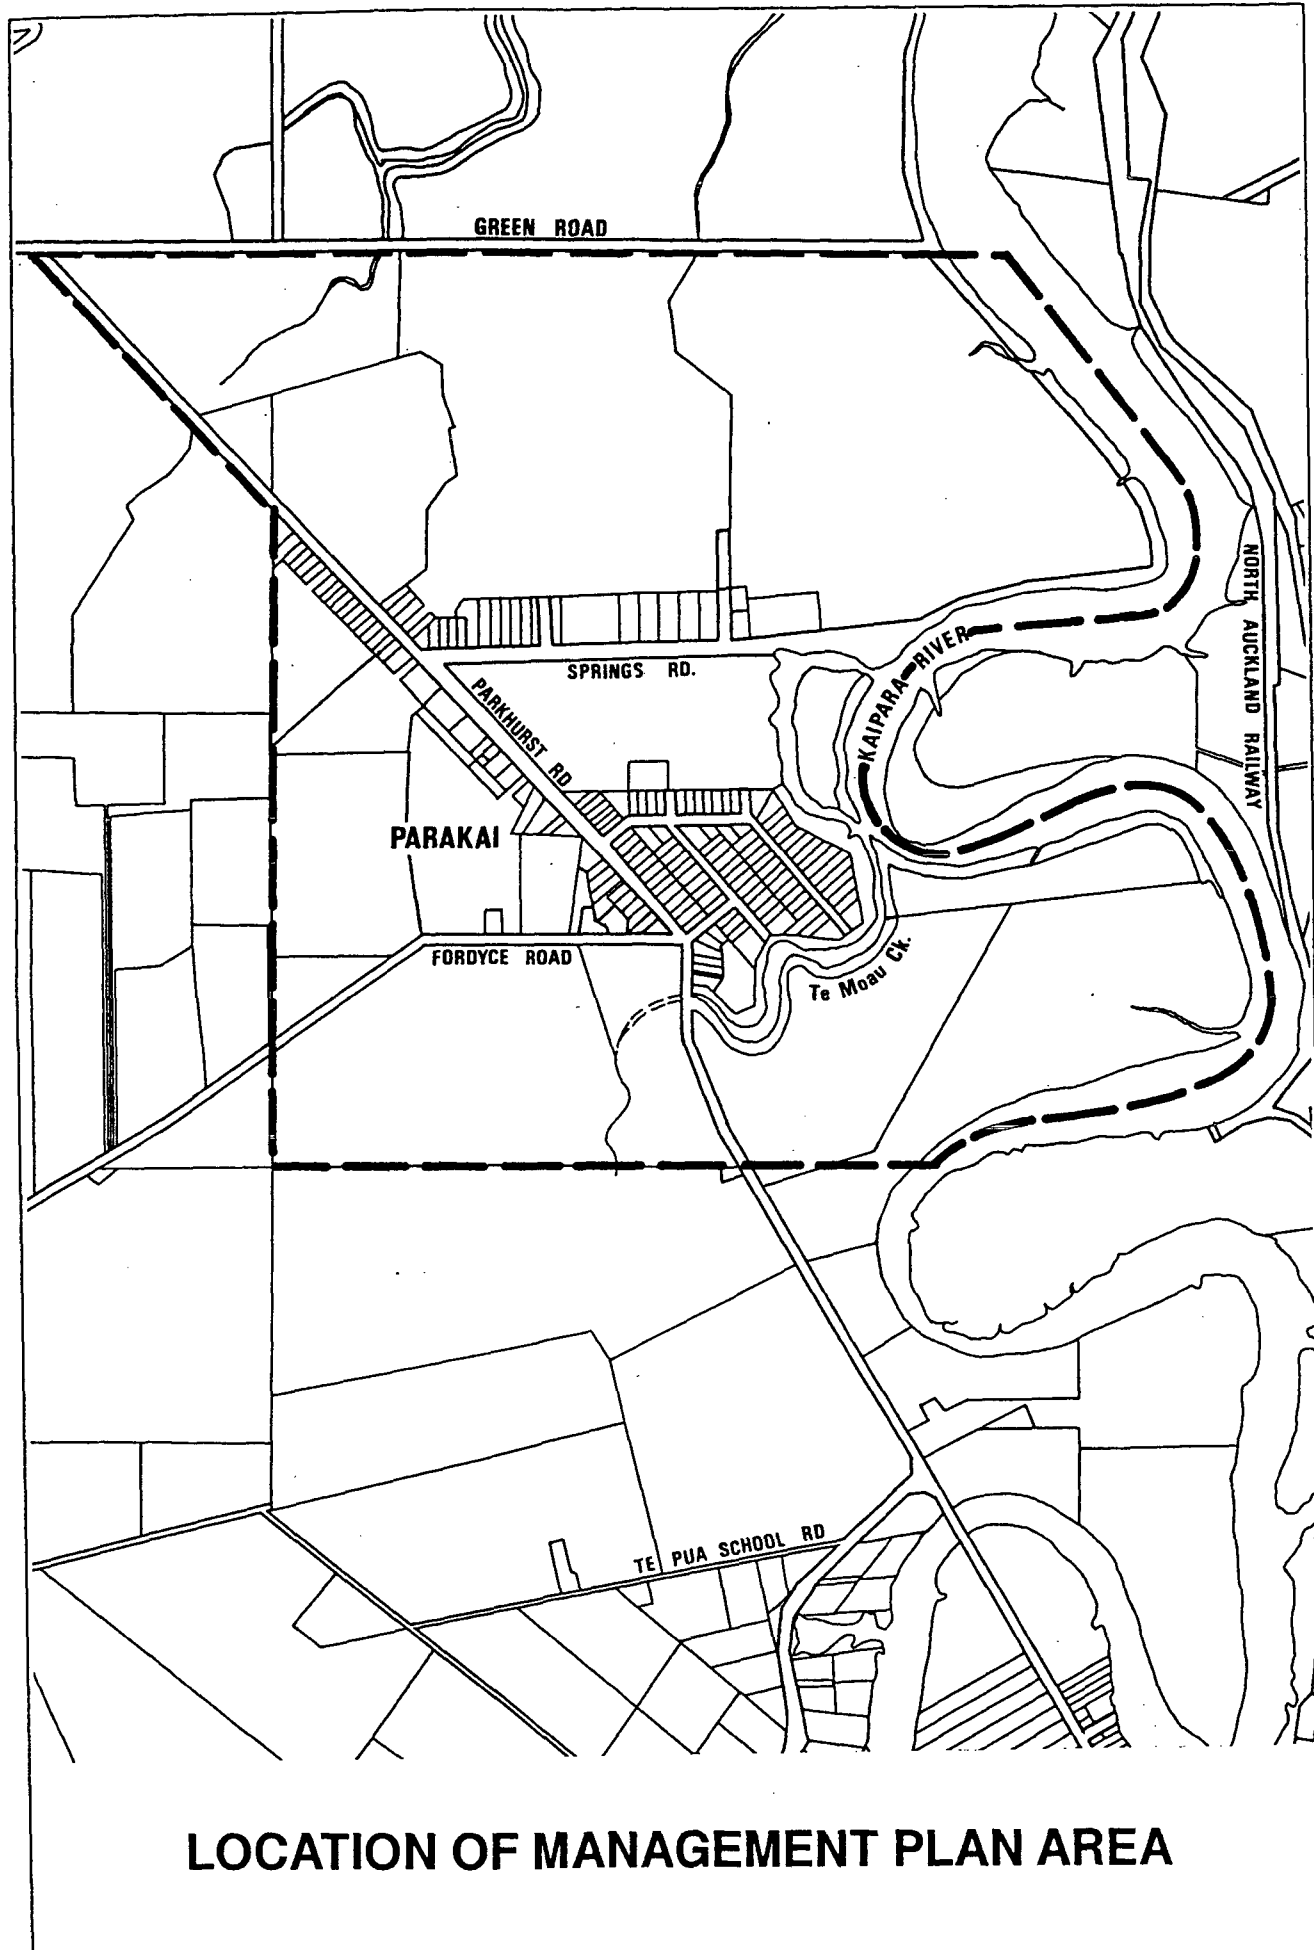 GREEN ROAD
NORTH AUCKLAND RAILWAY
KAIPARA RIVER
SPRINGS RD.
PARKHURST RD
PARAKAI
FORDYCE ROAD
Te Moau Ck.
TE PUA SCHOOL RD
LOCATION OF MANAGEMENT PLAN AREA